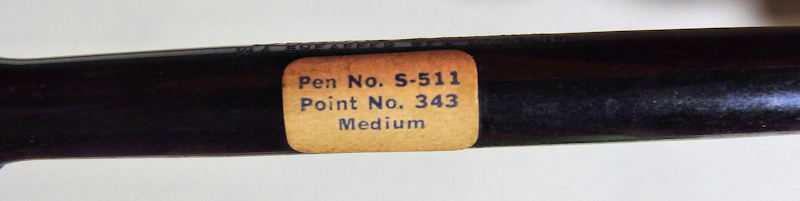 Pen No. S-511
Point No. 343
Medium